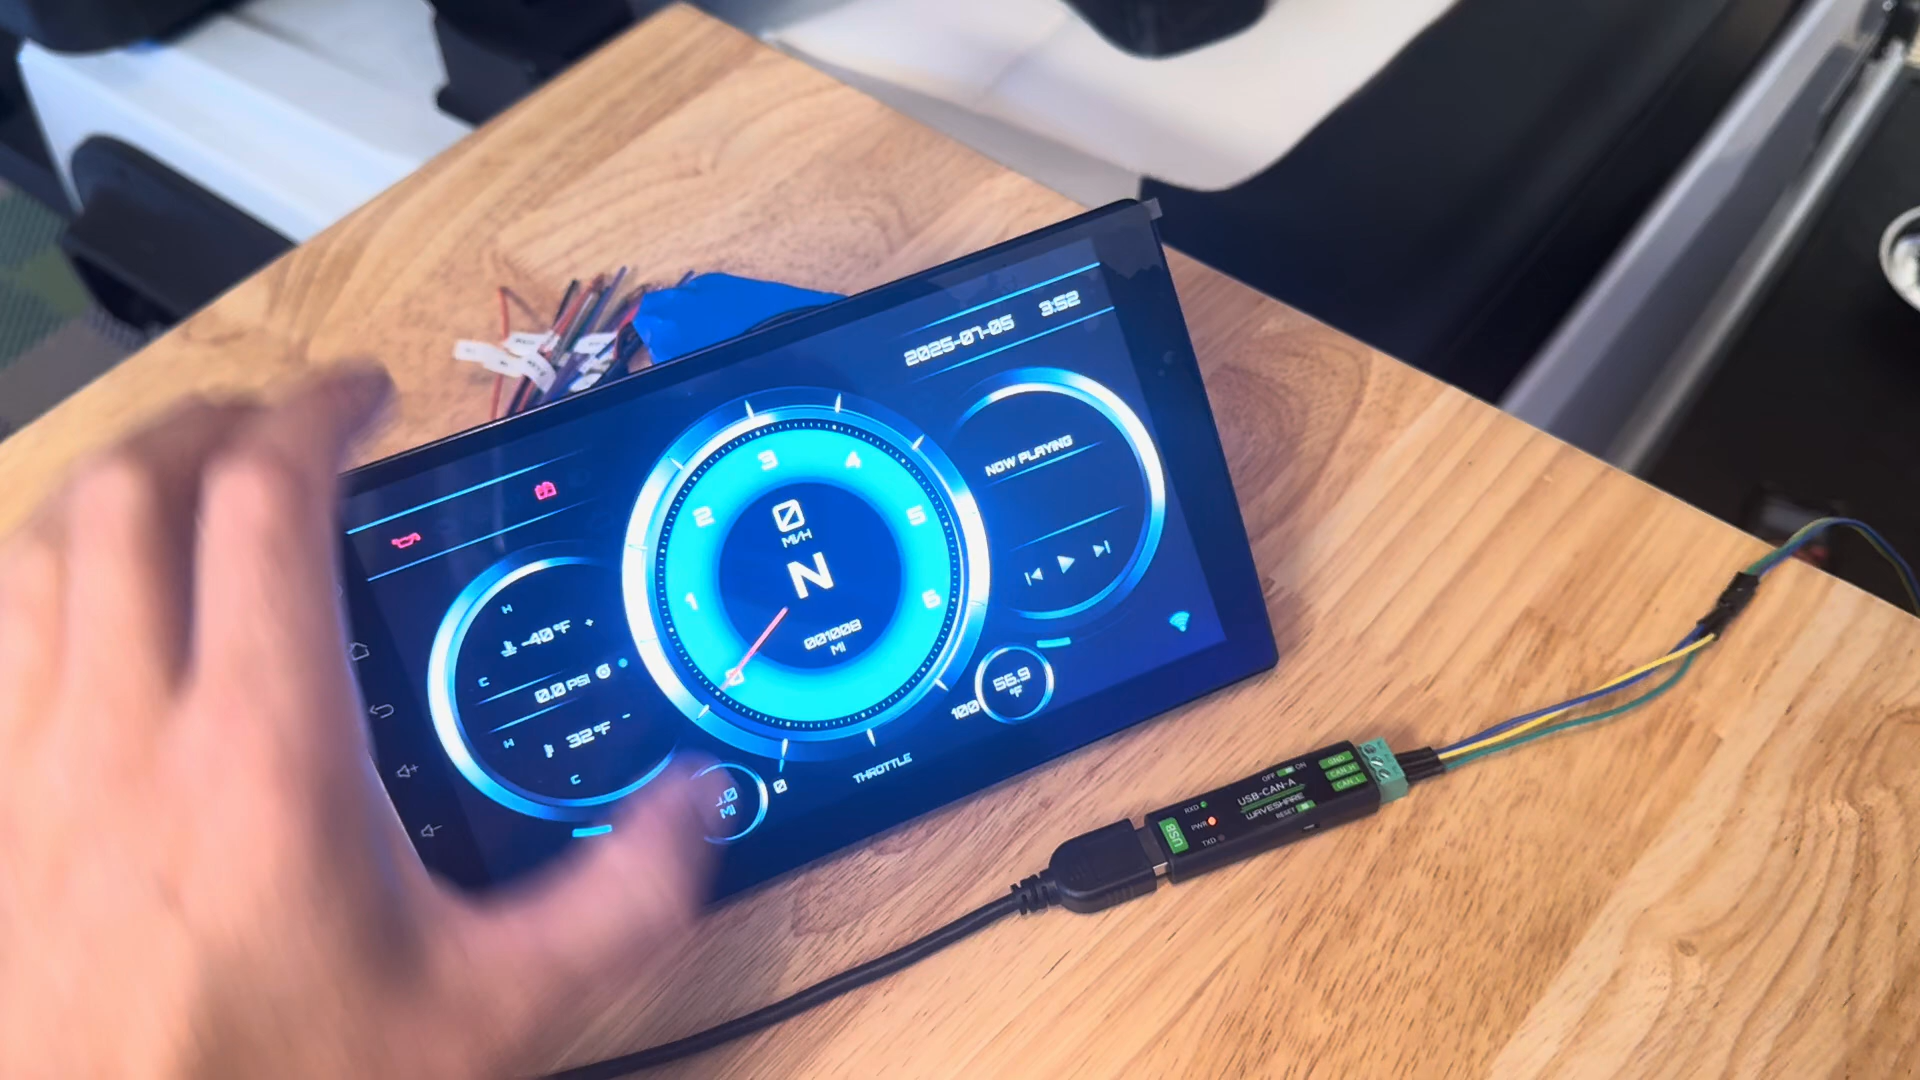 2025-07-05 3:52
NOW PLAYING
H
-40°F +
C
0.0 PSI
H
32°F -
C
0
1
2
3
4
5
6
0
MI/H
N
001008
MI
56.9
°F
100
0
THROTTLE
MI
OFF ON
USB-CAN-A
WAVESHARE
RESET
RXD
PWR
TXD
USB
GND
CAN_H
CAN_L